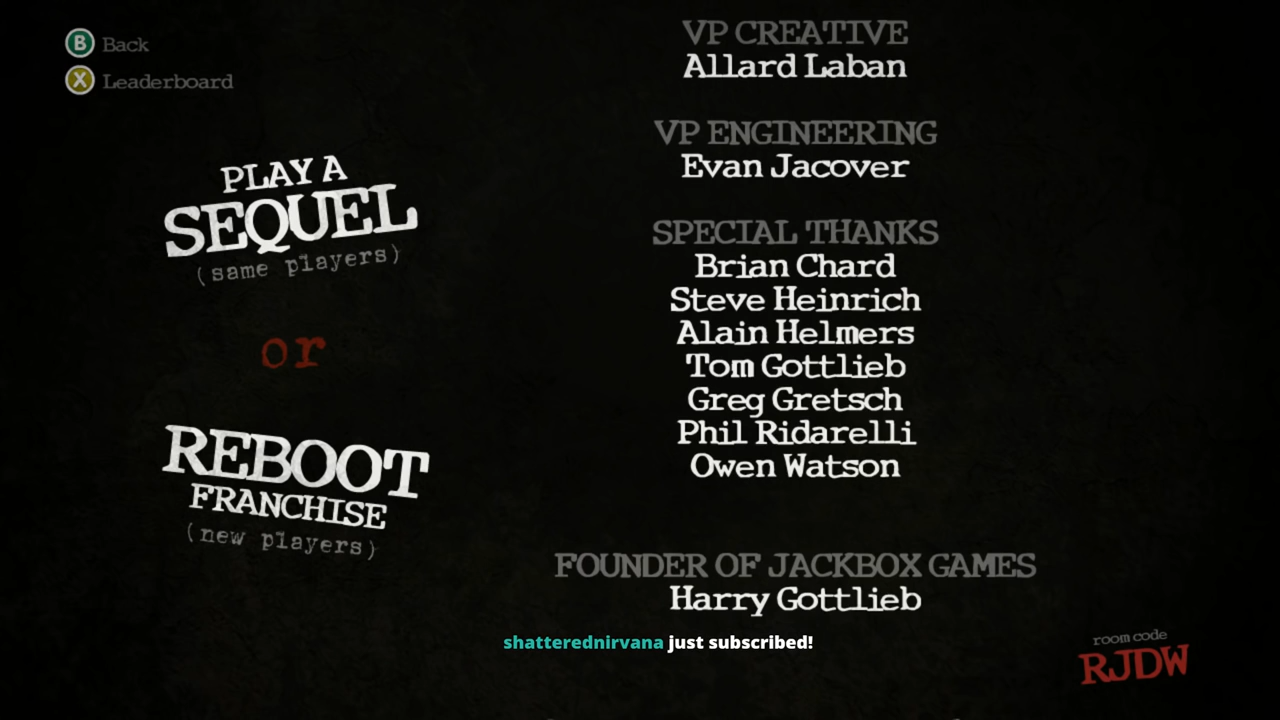 B Back
X Leaderboard
PLAY A
SEQUEL
(same players)
or
REBOOT
FRANCHISE
(new players)
VP CREATIVE
Allard Laban
VP ENGINEERING
Evan Jacover
SPECIAL THANKS
Brian Chard
Steve Heinrich
Alain Helmers
Tom Gottlieb
Greg Gretsch
Phil Ridarelli
Owen Watson
FOUNDER OF JACKBOX GAMES
Harry Gottlieb
shatterednirvana just subscribed!
room code
RJDW